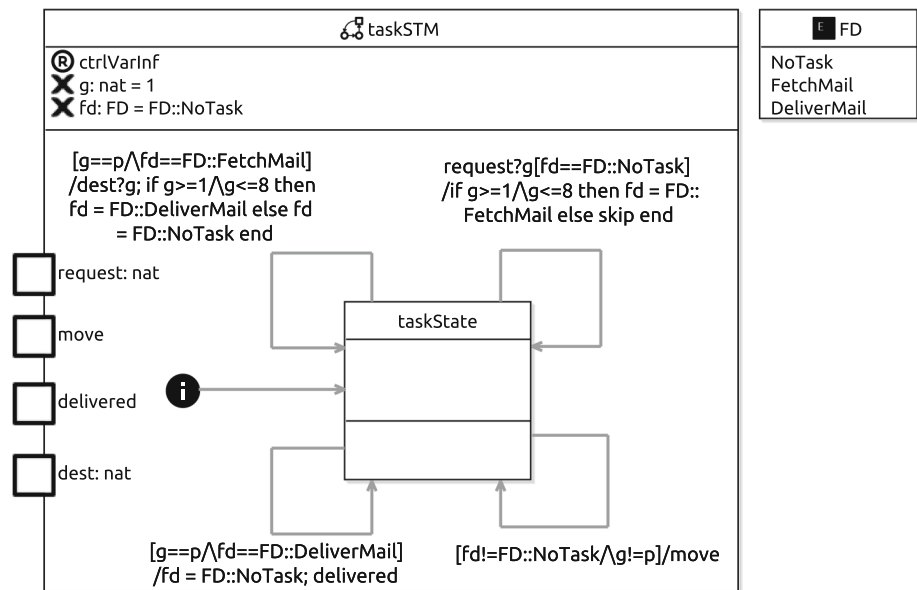 taskSTM
R ctrlVarInf
g: nat = 1
fd: FD = FD::NoTask
E FD
NoTask
FetchMail
DeliverMail
[g==p/\fd==FD::FetchMail]
/dest?g; if g>=1/\g<=8 then
fd = FD::DeliverMail else fd
= FD::NoTask end
request?g[fd==FD::NoTask]
/if g>=1/\g<=8 then fd = FD::
FetchMail else skip end
request: nat
move
delivered
dest: nat
taskState
i
[g==p/\fd==FD::DeliverMail]
/fd = FD::NoTask; delivered
[fd!=FD::NoTask/\g!=p]/move